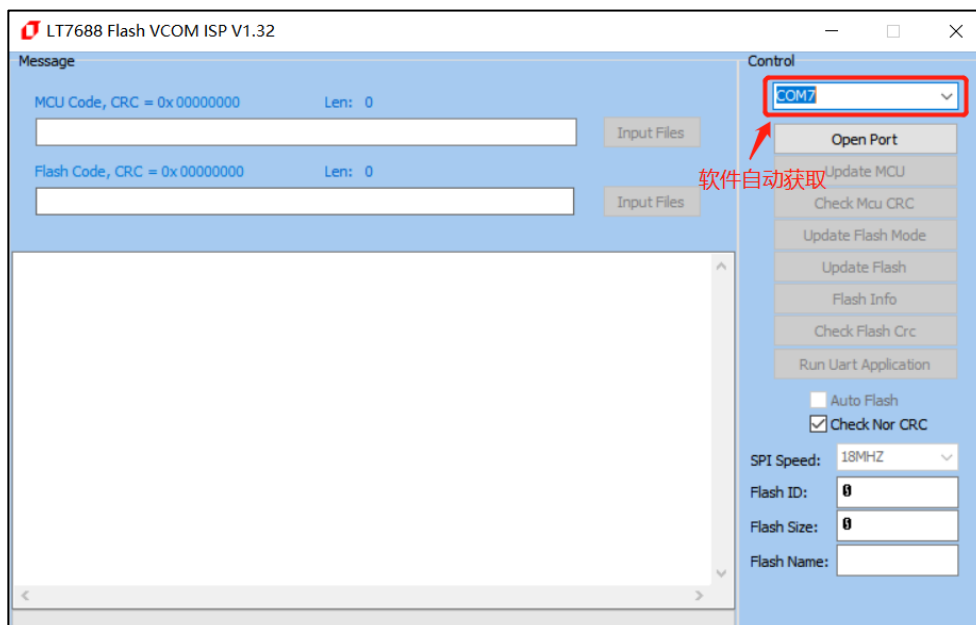 LT7688 Flash VCOM ISP V1.32
Message
MCU Code, CRC = 0x 00000000
Len: 0
Input Files
Flash Code, CRC = 0x 00000000
Len: 0
Input Files
Control
COM7
软件自动获取
Open Port
Update MCU
Check Mcu CRC
Update Flash Mode
Update Flash
Flash Info
Check Flash Crc
Run Uart Application
Auto Flash
Check Nor CRC
SPI Speed: 18MHZ
Flash ID: 0
Flash Size: 0
Flash Name: